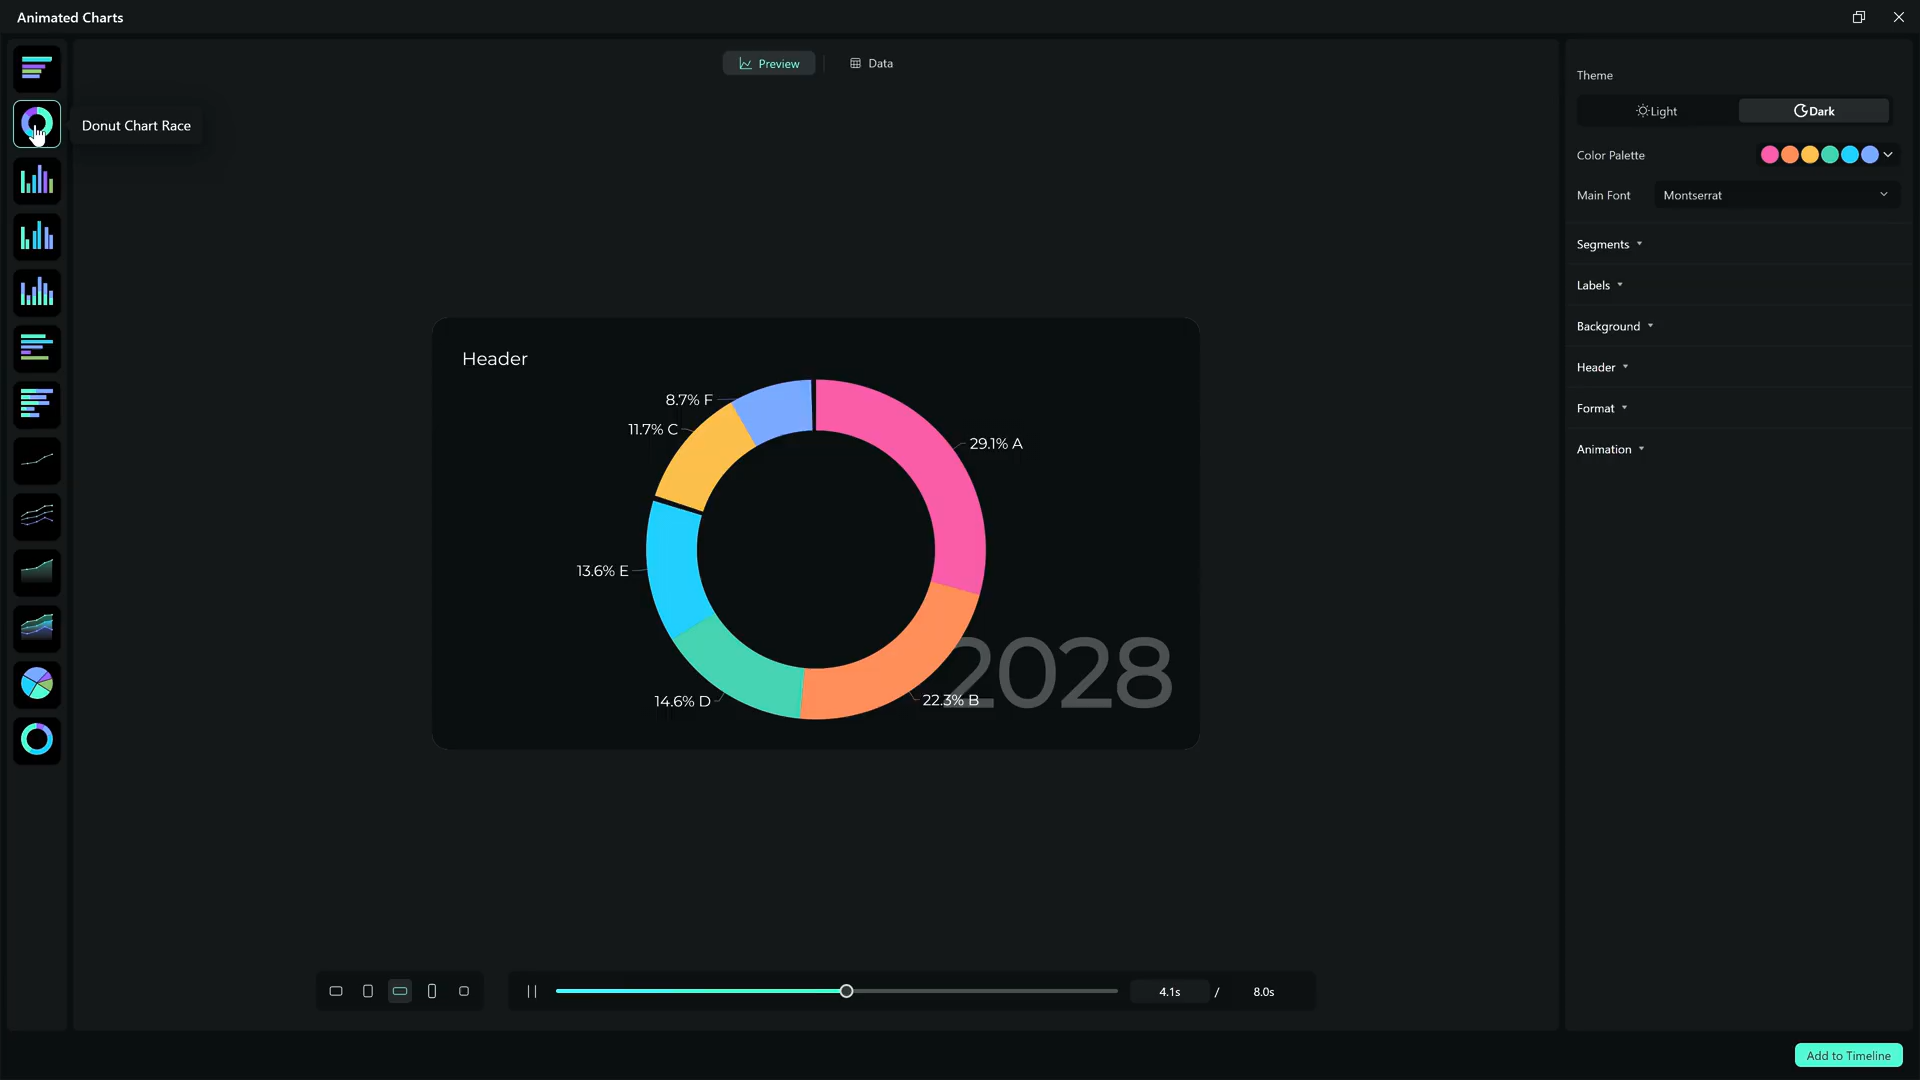 Animated Charts
Preview
Data
Donut Chart Race
Theme
Light
Dark
Color Palette
Main Font
Montserrat
Segments
Labels
Background
Header
Format
Animation
Header
8.7% F
11.7% C
29.1% A
13.6% E
14.6% D
22.3% B
2028
4.1s / 8.0s
Add to Timeline